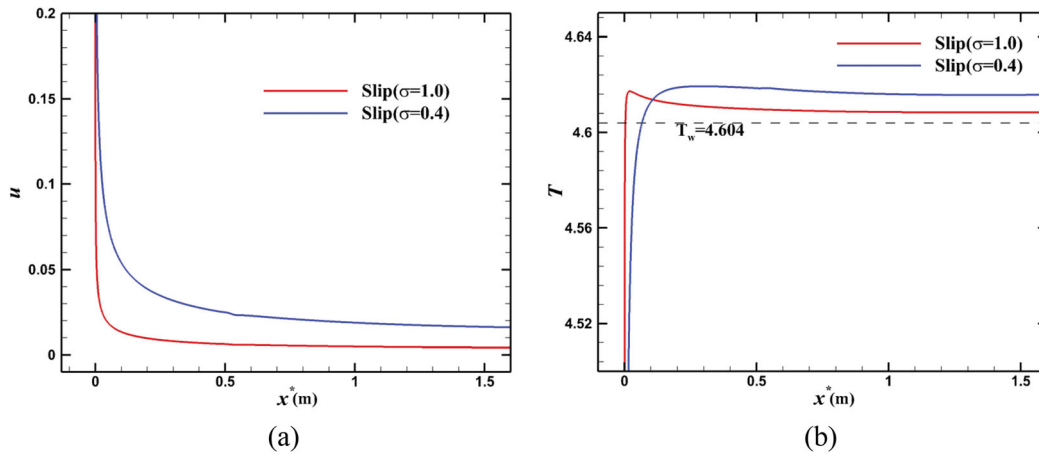 0.2
0.15
0.1
0.05
0
u
Slip(σ=1.0)
Slip(σ=0.4)
0
0.5
1
1.5
x*(m)
(a)
4.64
4.6
4.56
4.52
T
Slip(σ=1.0)
Slip(σ=0.4)
Tw=4.604
0
0.5
1
1.5
x*(m)
(b)